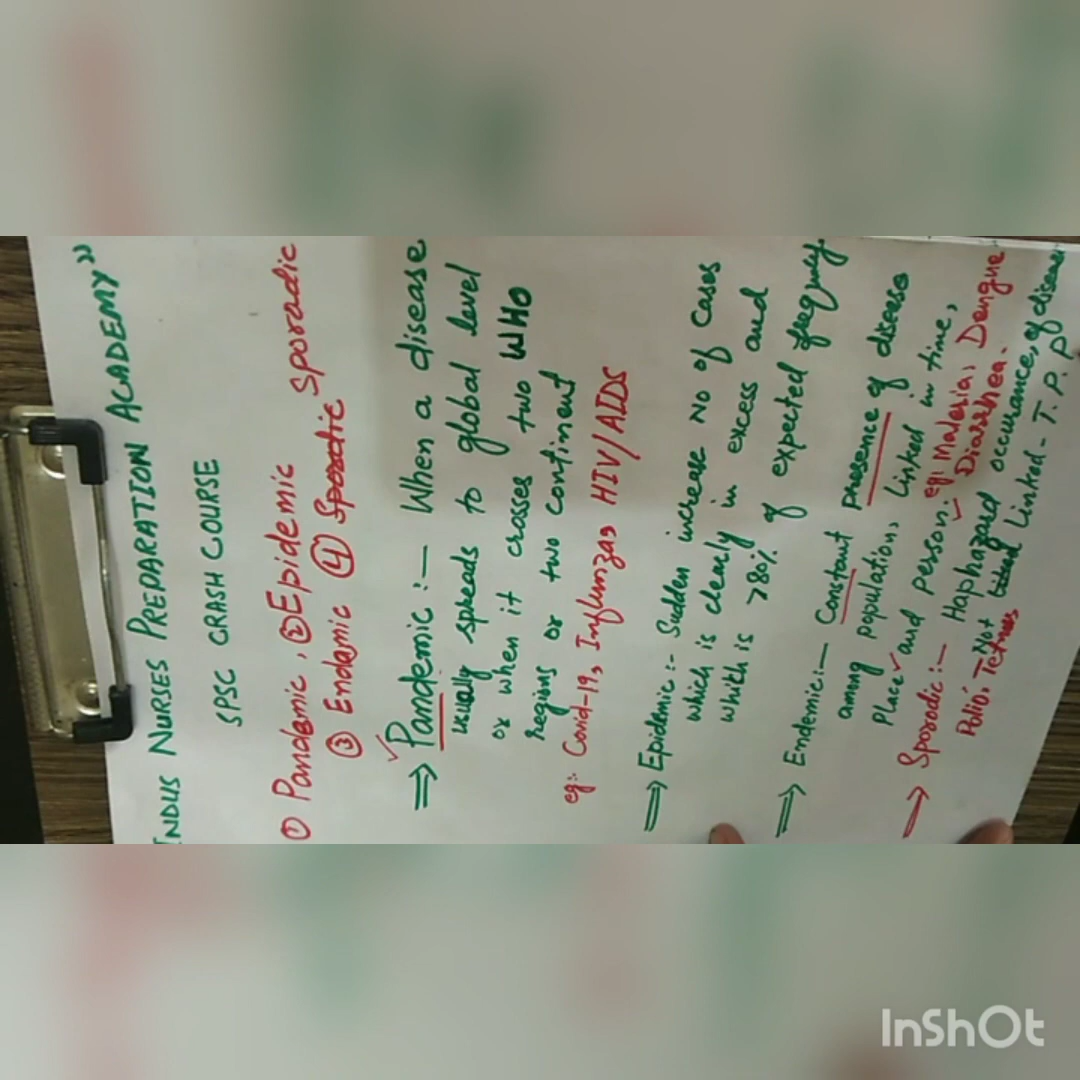 INDUS NURSES PREPARATION ACADEMY"
SPSC CRASH COURSE
① Pandemic, ② Epidemic
③ Endamic ④ Sporadic Sporadic
✓
⇒ Pandemic :— When a disease
usually spreads to global level
or when it crosses two WHO
regions or two continent
eg:- Covid-19, Influnza, HIV/AIDS
⇒ Epidemic :- Sudden increase No of Cases
which is clearly in excess and
which is >80% of expected frequency
⇒ Endemic :— Constant presence of disease
among population, Linked in time,
Place ✓ and person:- eg: Malaria, Dengue
Diarrhea.
→ Sporadic :— Haphazard occurance, of disease
Polio, Tetnus - Not Linked - T. P. P
InShOt